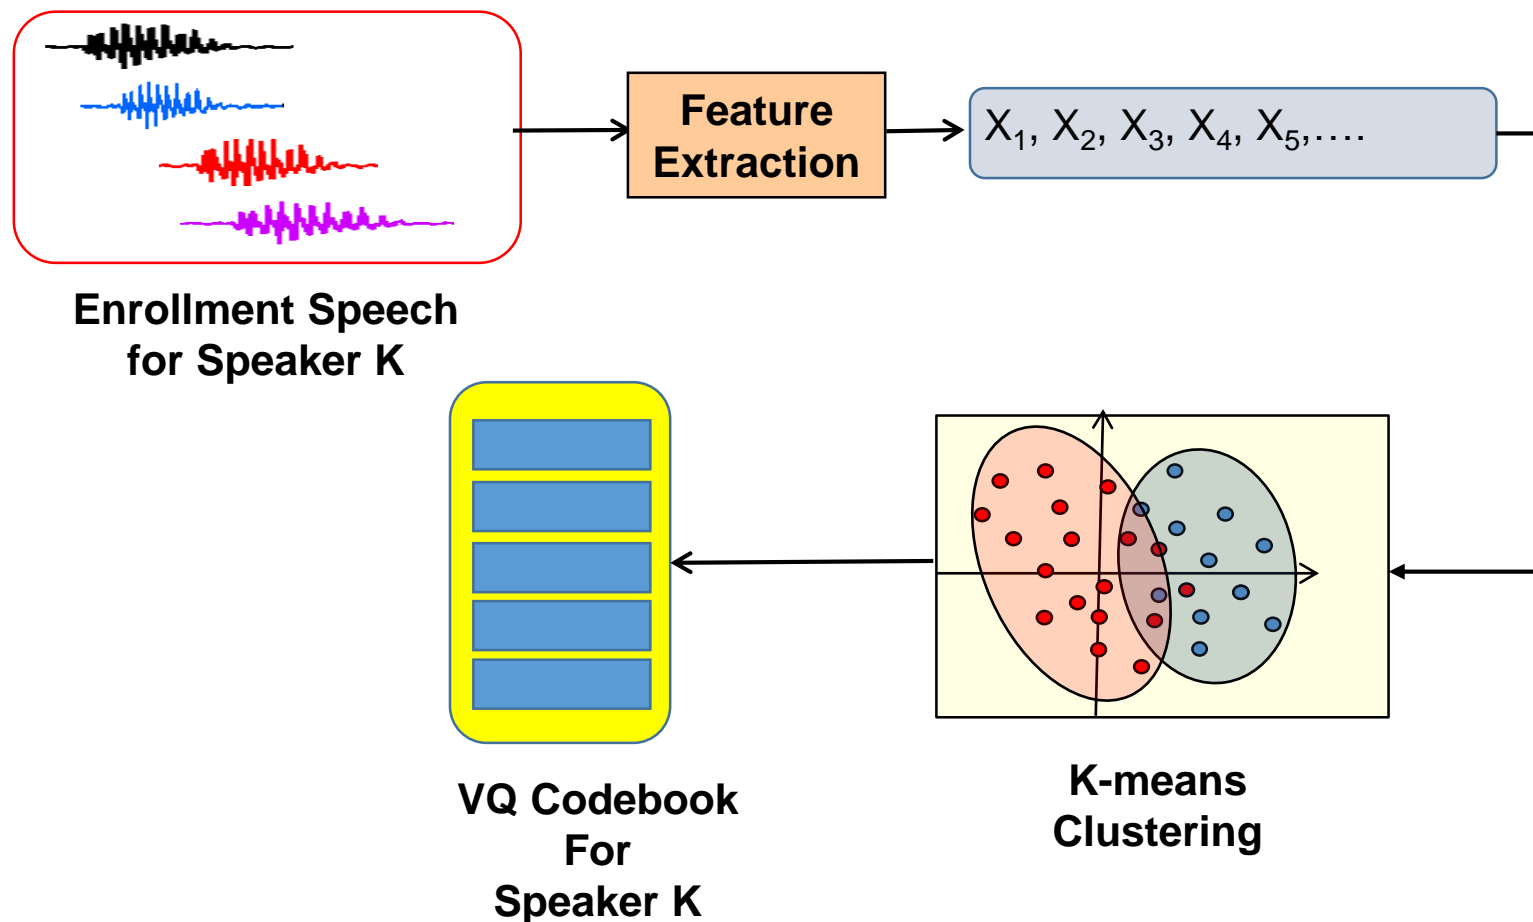 Feature
Extraction
X₁, X₂, X₃, X₄, X₅,....
Enrollment Speech
for Speaker K
VQ Codebook
For
Speaker K
K-means
Clustering